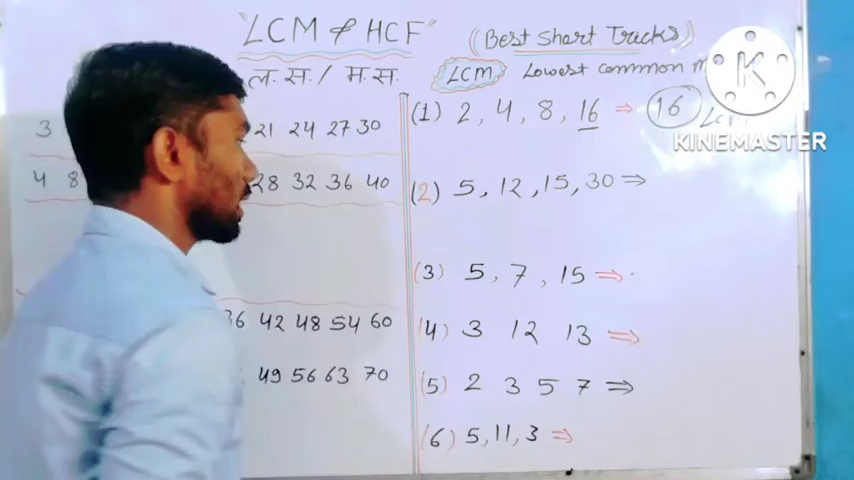 "LCM & HCF"
(Best Short Tricks)
ल.स./म.स.
LCM Lowest common
3 21 24 27 30
4 8 28 32 36 40
36 42 48 54 60
49 56 63 70
(1) 2, 4, 8, 16 ⇒ 16 LCM
(2) 5, 12, 15, 30 ⇒
(3) 5, 7, 15 ⇒
(4) 3 12 13 ⇒
(5) 2 3 5 7 ⇒
(6) 5, 11, 3 ⇒
K
KINEMASTER